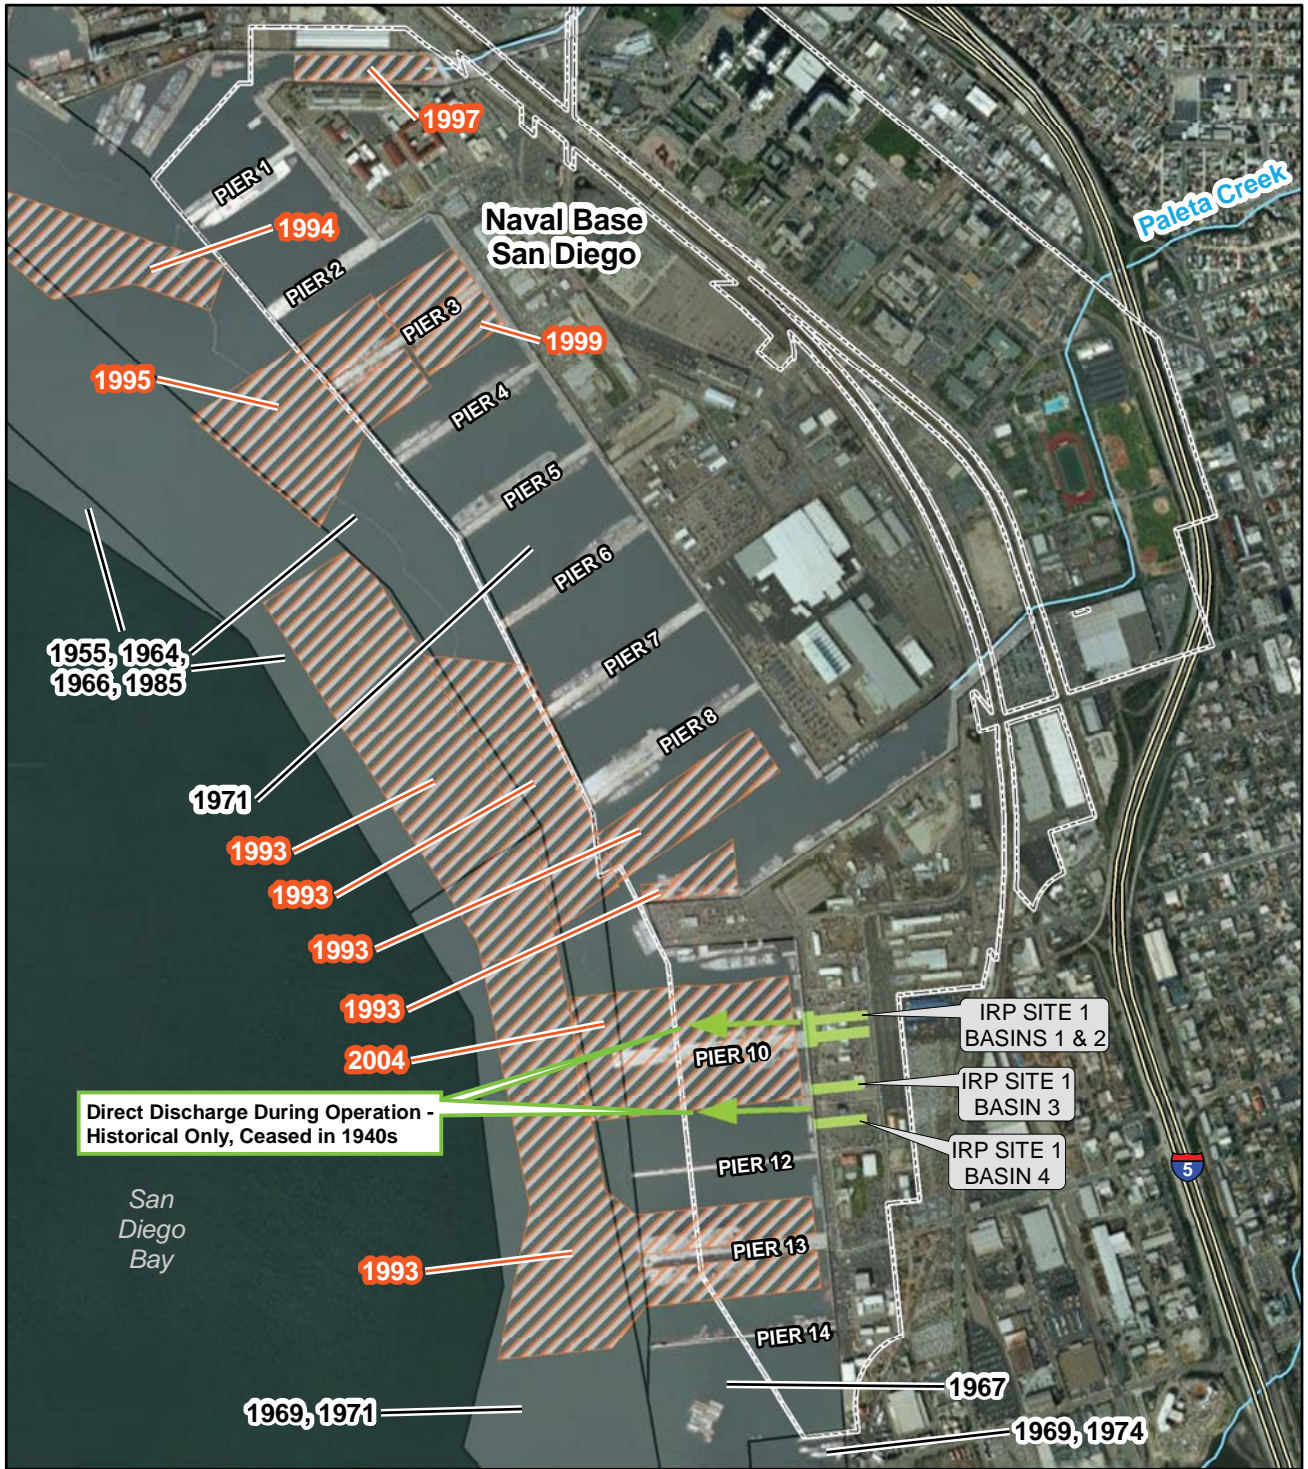 1997
PIER 1
Paleta Creek
Naval Base
San Diego
1994
PIER 2
PIER 3
1999
1995
PIER 4
PIER 5
PIER 6
1955, 1964,
1966, 1985
PIER 7
PIER 8
1971
1993
1993
1993
1993
IRP SITE 1
BASINS 1 & 2
2004
PIER 10
IRP SITE 1
BASIN 3
Direct Discharge During Operation -
Historical Only, Ceased in 1940s
IRP SITE 1
BASIN 4
PIER 12
5
San
Diego
Bay
PIER 13
1993
PIER 14
1967
1969, 1971
1969, 1974